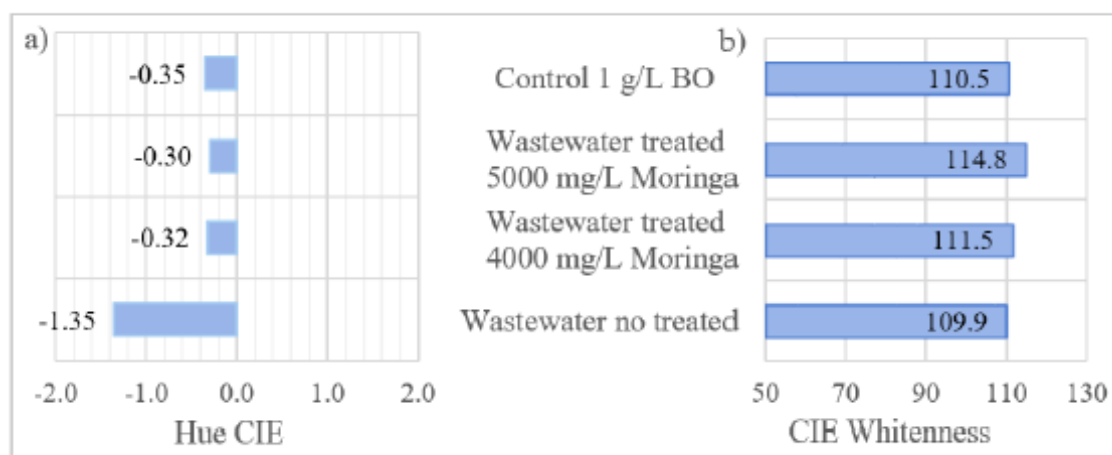 a)
-0.35
-0.30
-0.32
-1.35
-2.0 -1.0 0.0 1.0 2.0
Hue CIE
Control 1 g/L BO
Wastewater treated
5000 mg/L Moringa
Wastewater treated
4000 mg/L Moringa
Wastewater no treated
b)
110.5
114.8
111.5
109.9
50 70 90 110 130
CIE Whitenness